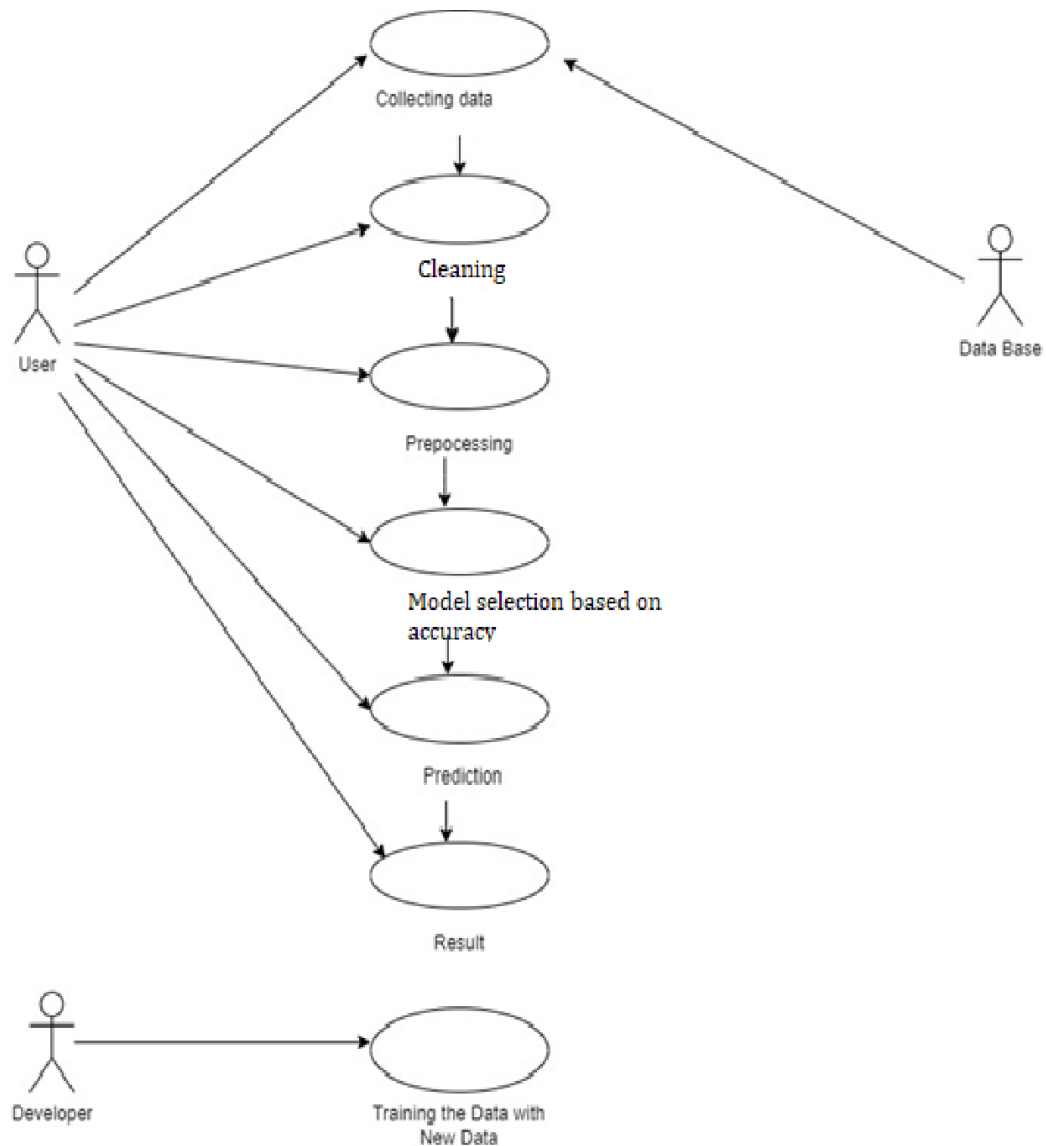 Collecting data
Cleaning
User
Data Base
Prepocessing
Model selection based on
accuracy
Prediction
Result
Developer
Training the Data with
New Data